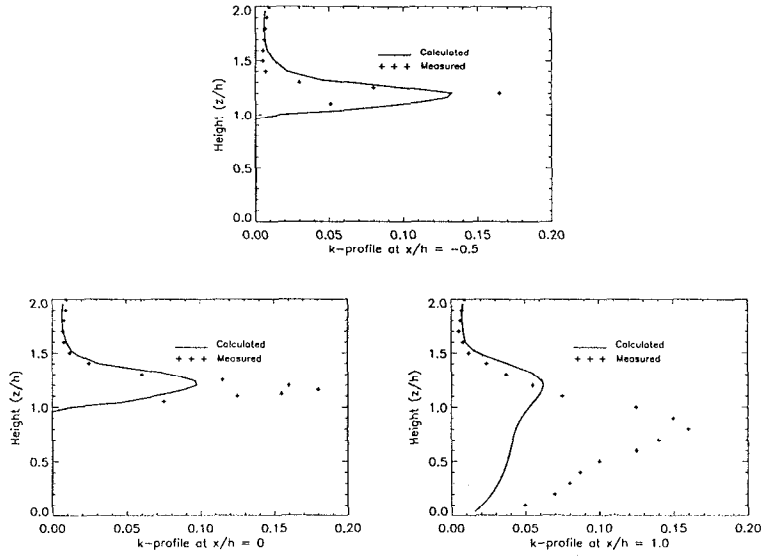 2.0
1.5
1.0
0.5
0.0
Height (z/h)
Calculated
+ + + Measured
0.00 0.05 0.10 0.15 0.20
k-profile at x/h = -0.5
2.0
1.5
1.0
0.5
0.0
Height (z/h)
Calculated
+ + + Measured
0.00 0.05 0.10 0.15 0.20
k-profile at x/h = 0
2.0
1.5
1.0
0.5
0.0
Height (z/h)
Calculated
+ + + Measured
0.00 0.05 0.10 0.15 0.20
k-profile at x/h = 1.0